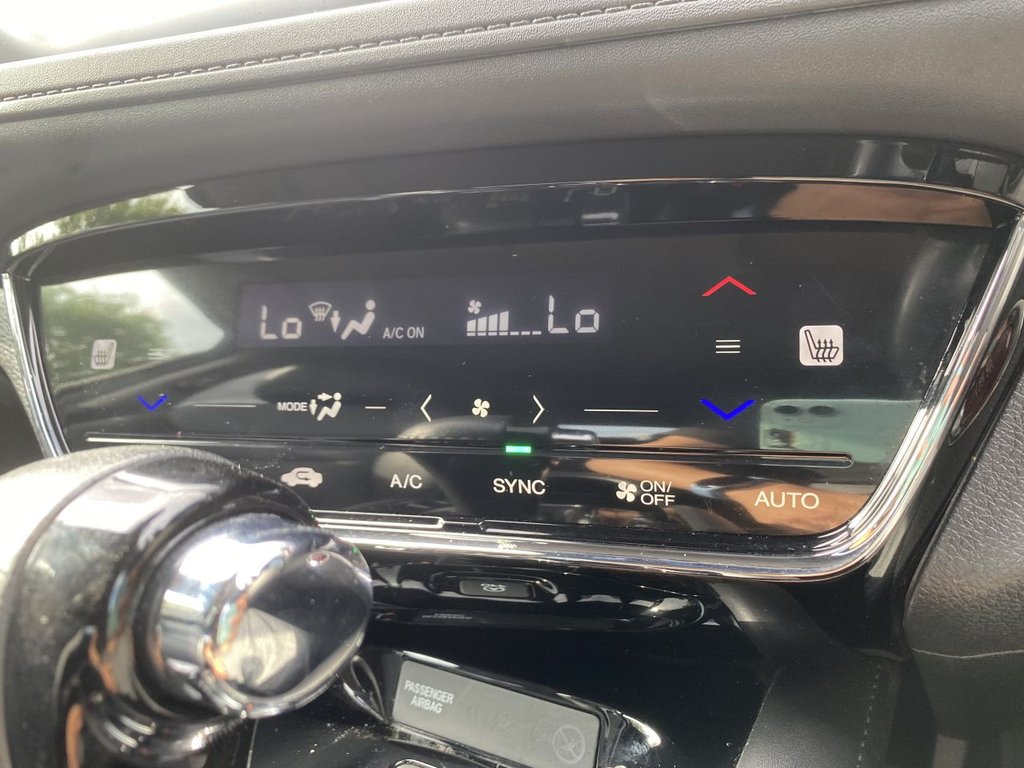 Lo A/C ON Lo
MODE
A/C SYNC ON/
OFF AUTO
PASSENGER
AIRBAG